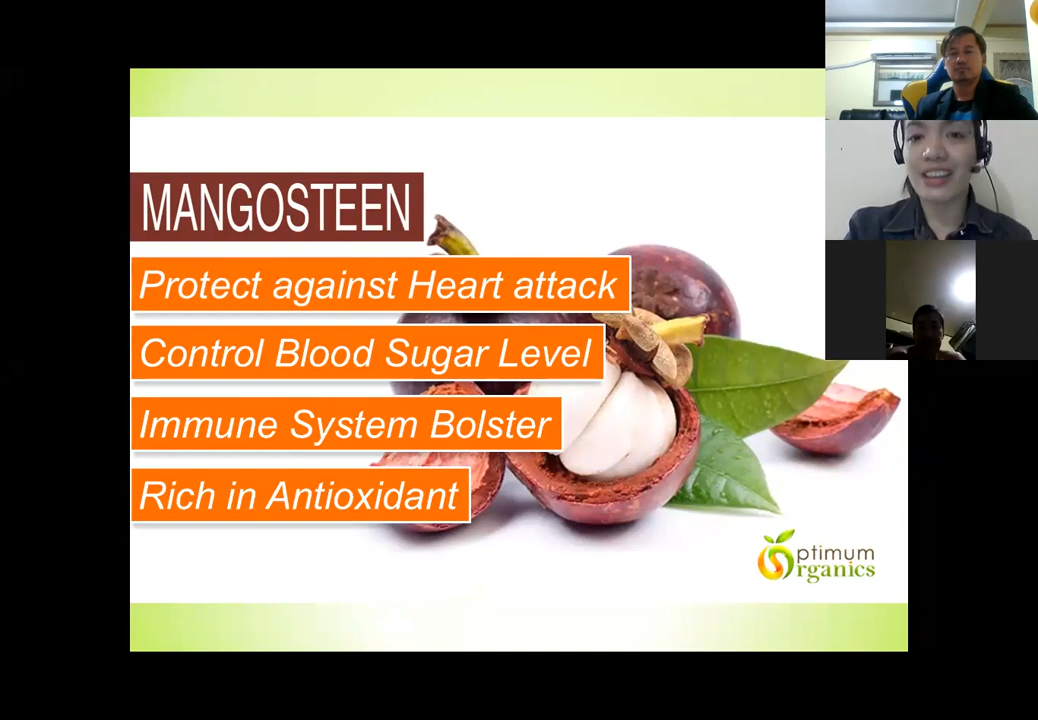 MANGOSTEEN
Protect against Heart attack
Control Blood Sugar Level
Immune System Bolster
Rich in Antioxidant
Optimum
Organics